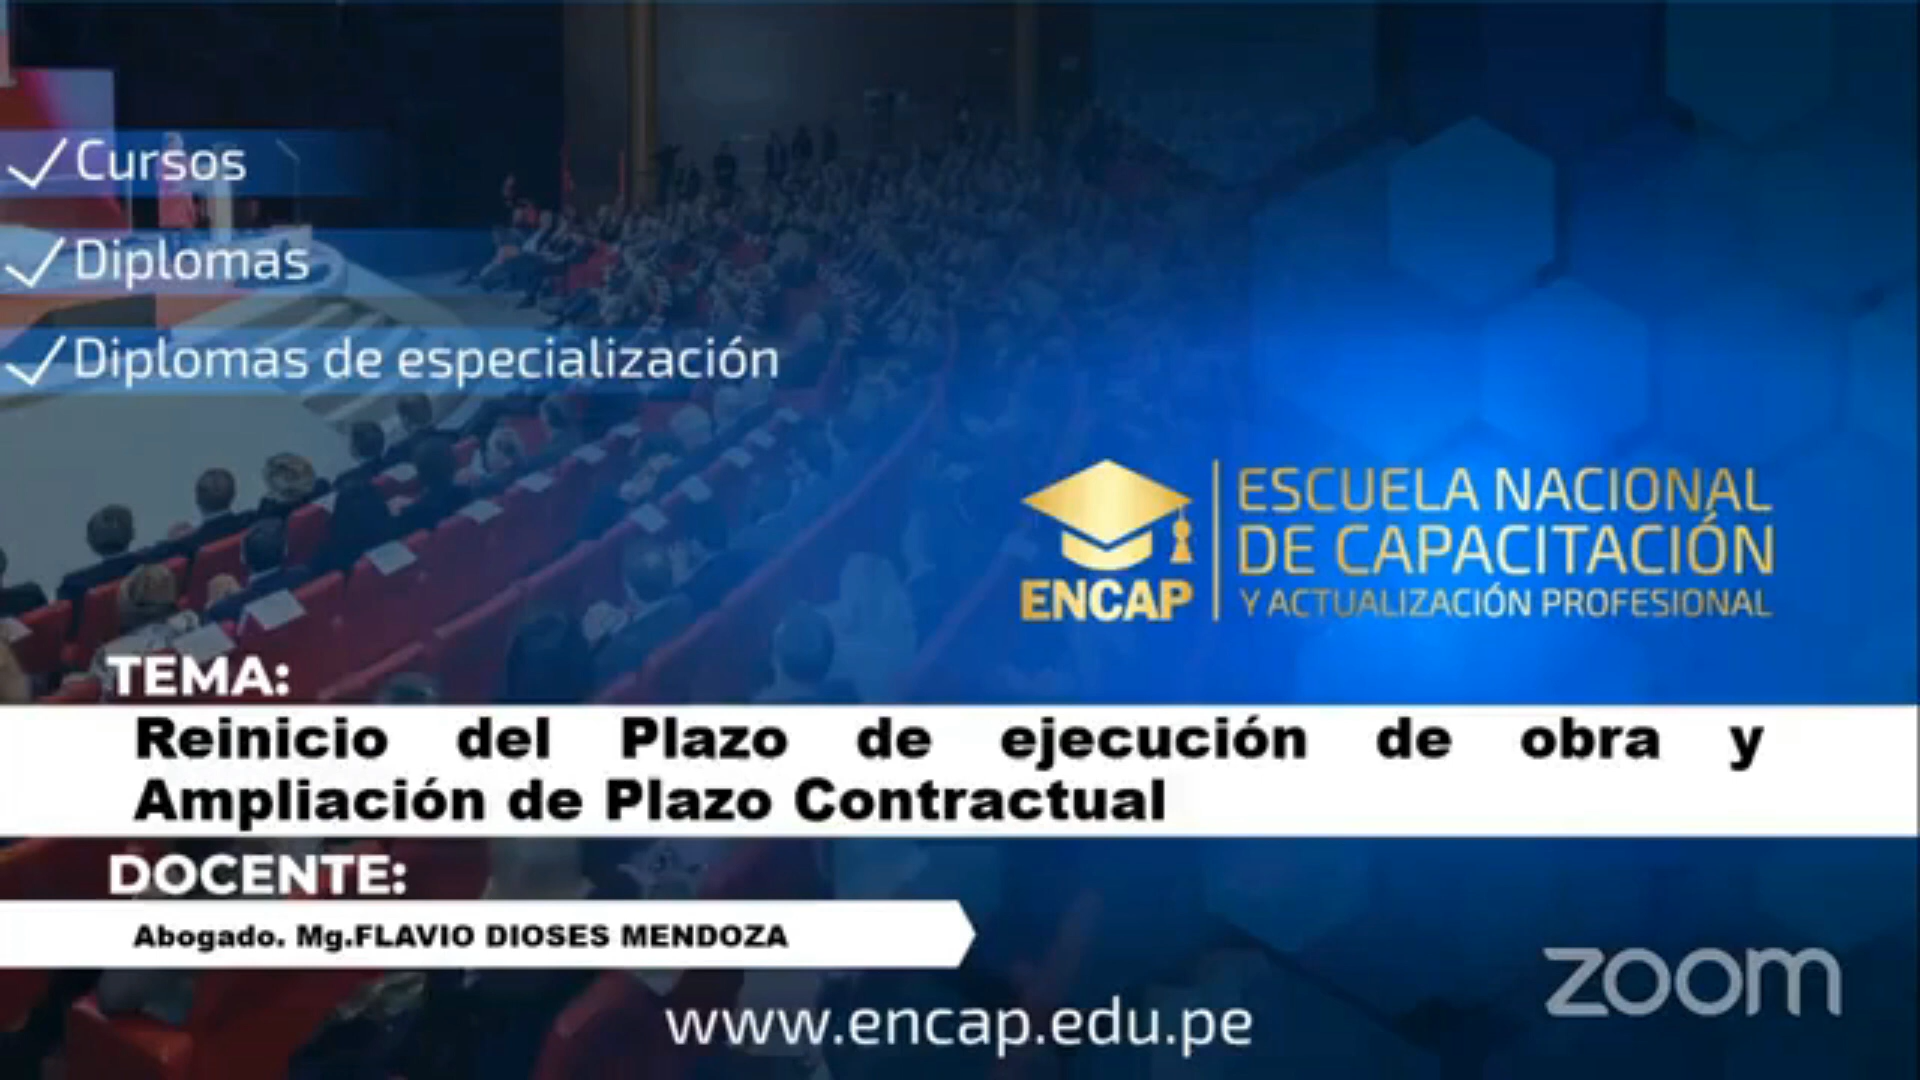 Cursos
Diplomas
Diplomas de especialización
ENCAP
ESCUELA NACIONAL
DE CAPACITACIÓN
Y ACTUALIZACIÓN PROFESIONAL
TEMA:
Reinicio del Plazo de ejecución de obra y
Ampliación de Plazo Contractual
DOCENTE:
Abogado. Mg.FLAVIO DIOSES MENDOZA
www.encap.edu.pe
zoom